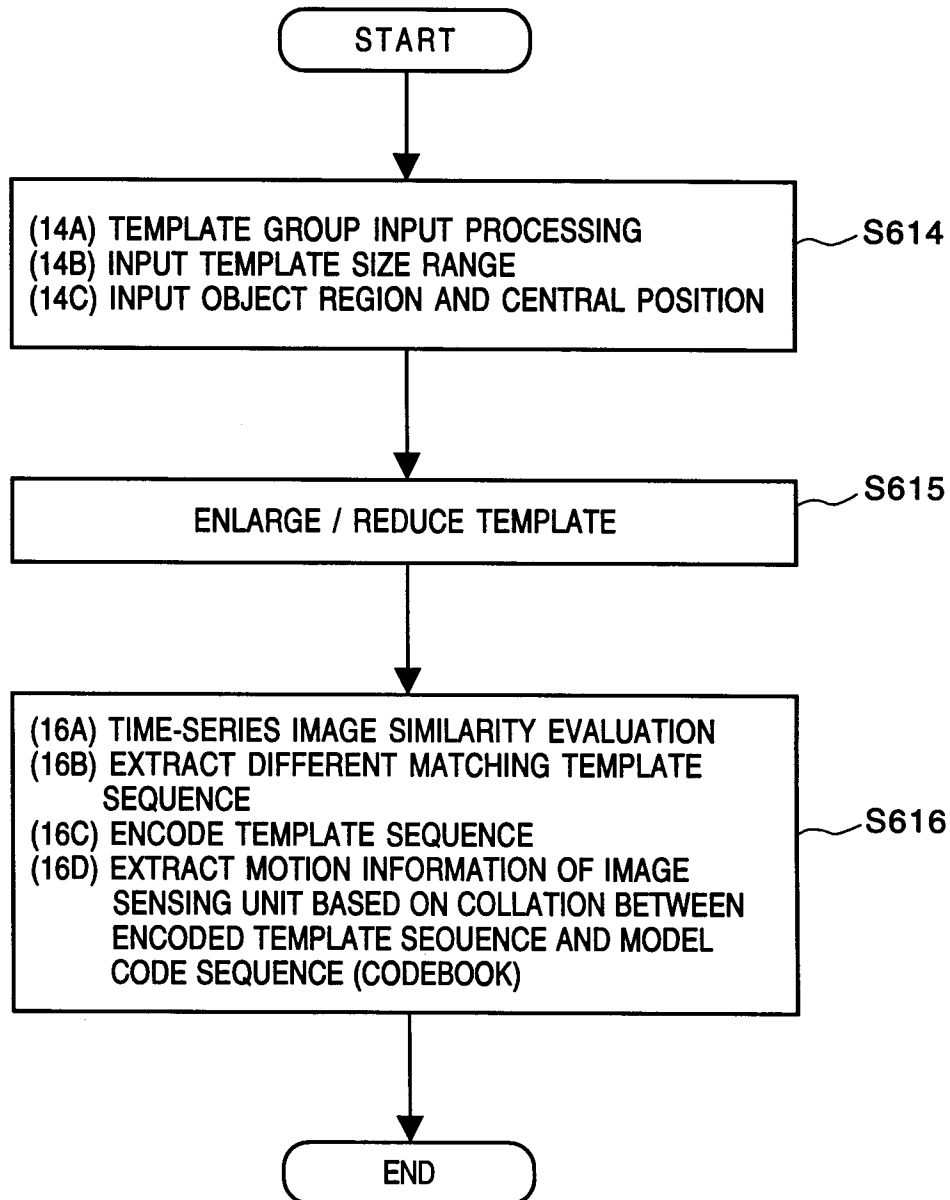 START
(14A) TEMPLATE GROUP INPUT PROCESSING
(14B) INPUT TEMPLATE SIZE RANGE
(14C) INPUT OBJECT REGION AND CENTRAL POSITION
S614
ENLARGE / REDUCE TEMPLATE
S615
(16A) TIME-SERIES IMAGE SIMILARITY EVALUATION
(16B) EXTRACT DIFFERENT MATCHING TEMPLATE
SEQUENCE
(16C) ENCODE TEMPLATE SEQUENCE
(16D) EXTRACT MOTION INFORMATION OF IMAGE
SENSING UNIT BASED ON COLLATION BETWEEN
ENCODED TEMPLATE SEOUENCE AND MODEL
CODE SEQUENCE (CODEBOOK)
S616
END